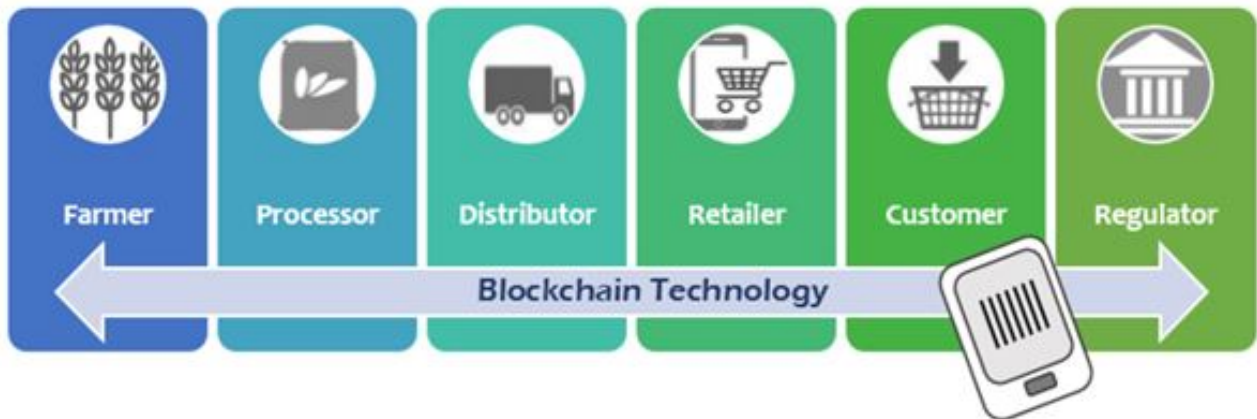 Farmer
Processor
Distributor
Retailer
Customer
Regulator
Blockchain Technology